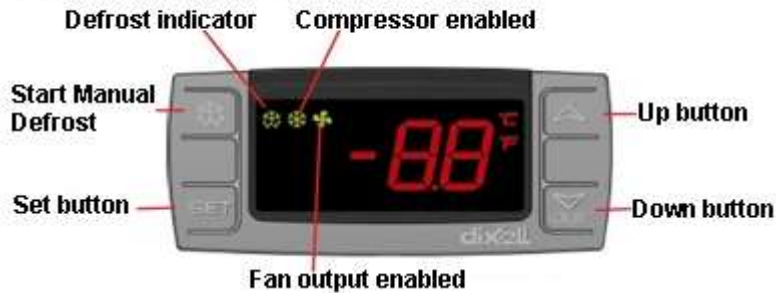 Defrost indicator
Compressor enabled
Start Manual
Defrost
Up button
-8.8
°C
°F
Set button
SET
Down button
dixell
Fan output enabled